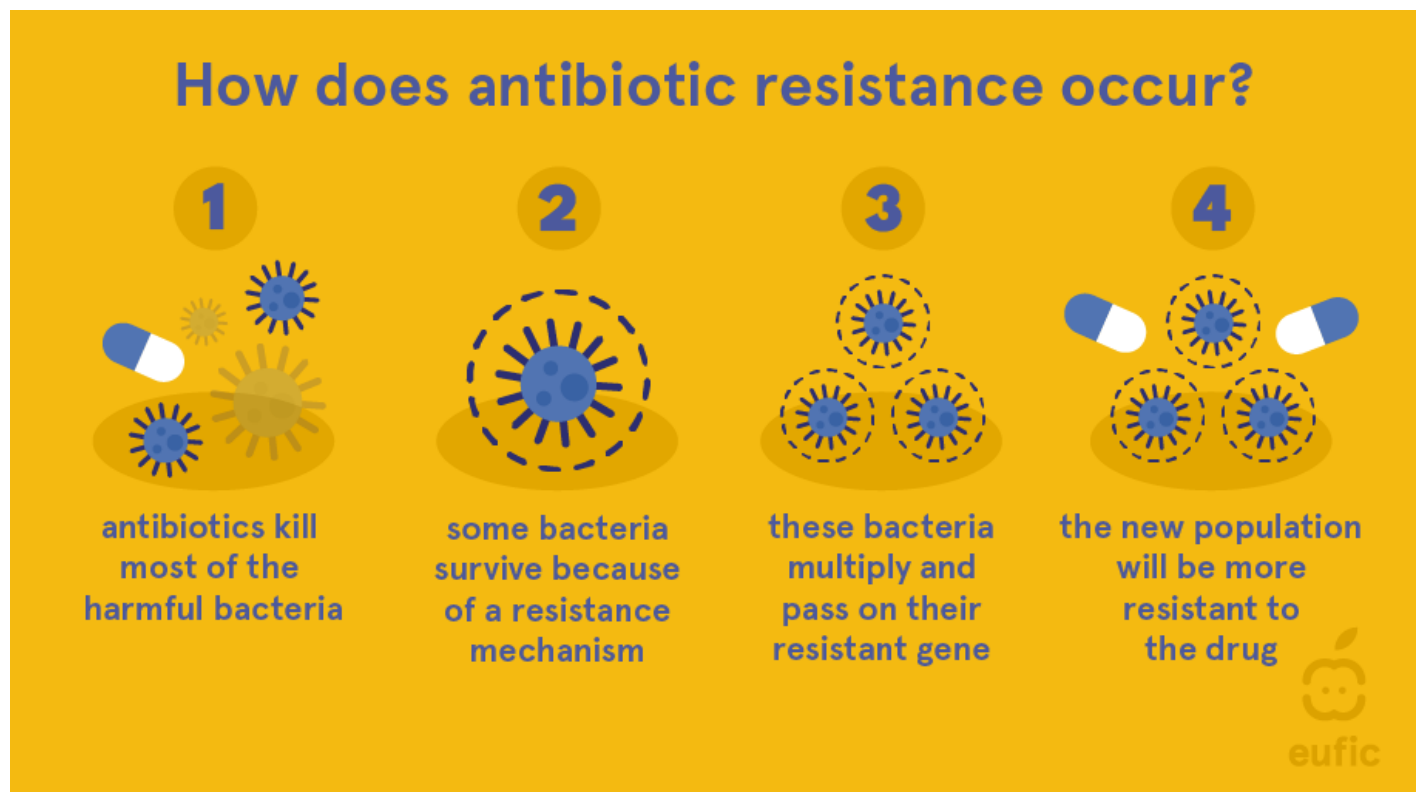 How does antibiotic resistance occur?
1
antibiotics kill
most of the
harmful bacteria
2
some bacteria
survive because
of a resistance
mechanism
3
these bacteria
multiply and
pass on their
resistant gene
4
the new population
will be more
resistant to
the drug
eufic